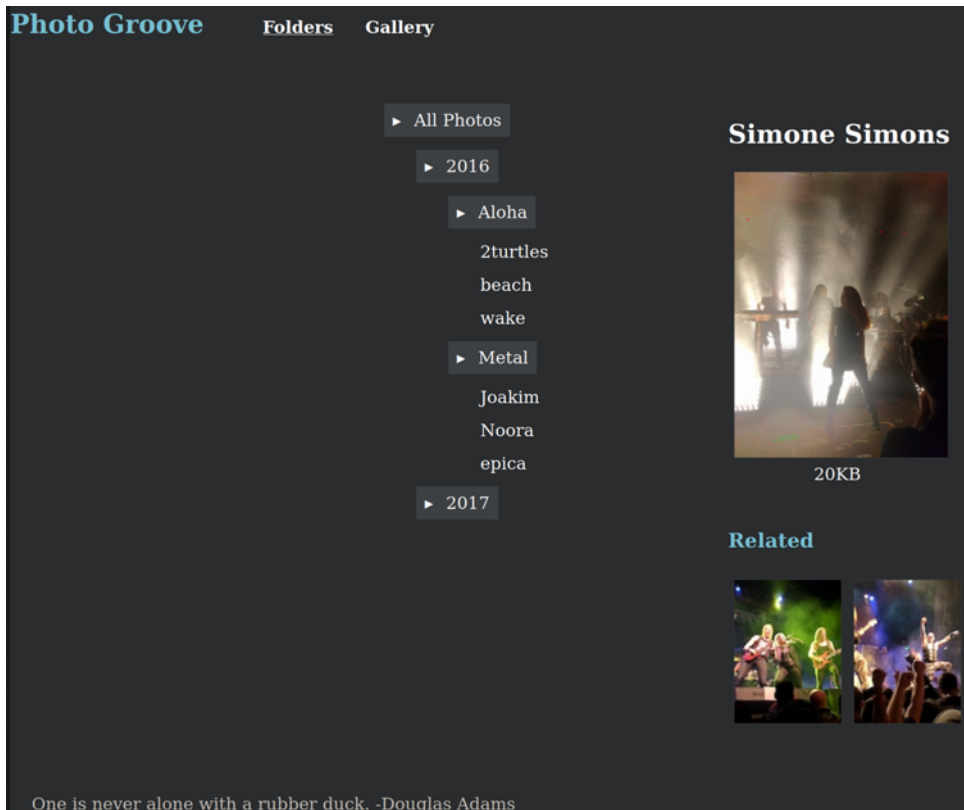 Photo Groove Folders Gallery
▸ All Photos
▸ 2016
▸ Aloha
2turtles
beach
wake
▸ Metal
Joakim
Noora
epica
▸ 2017
Simone Simons
20KB
Related
One is never alone with a rubber duck. -Douglas Adams